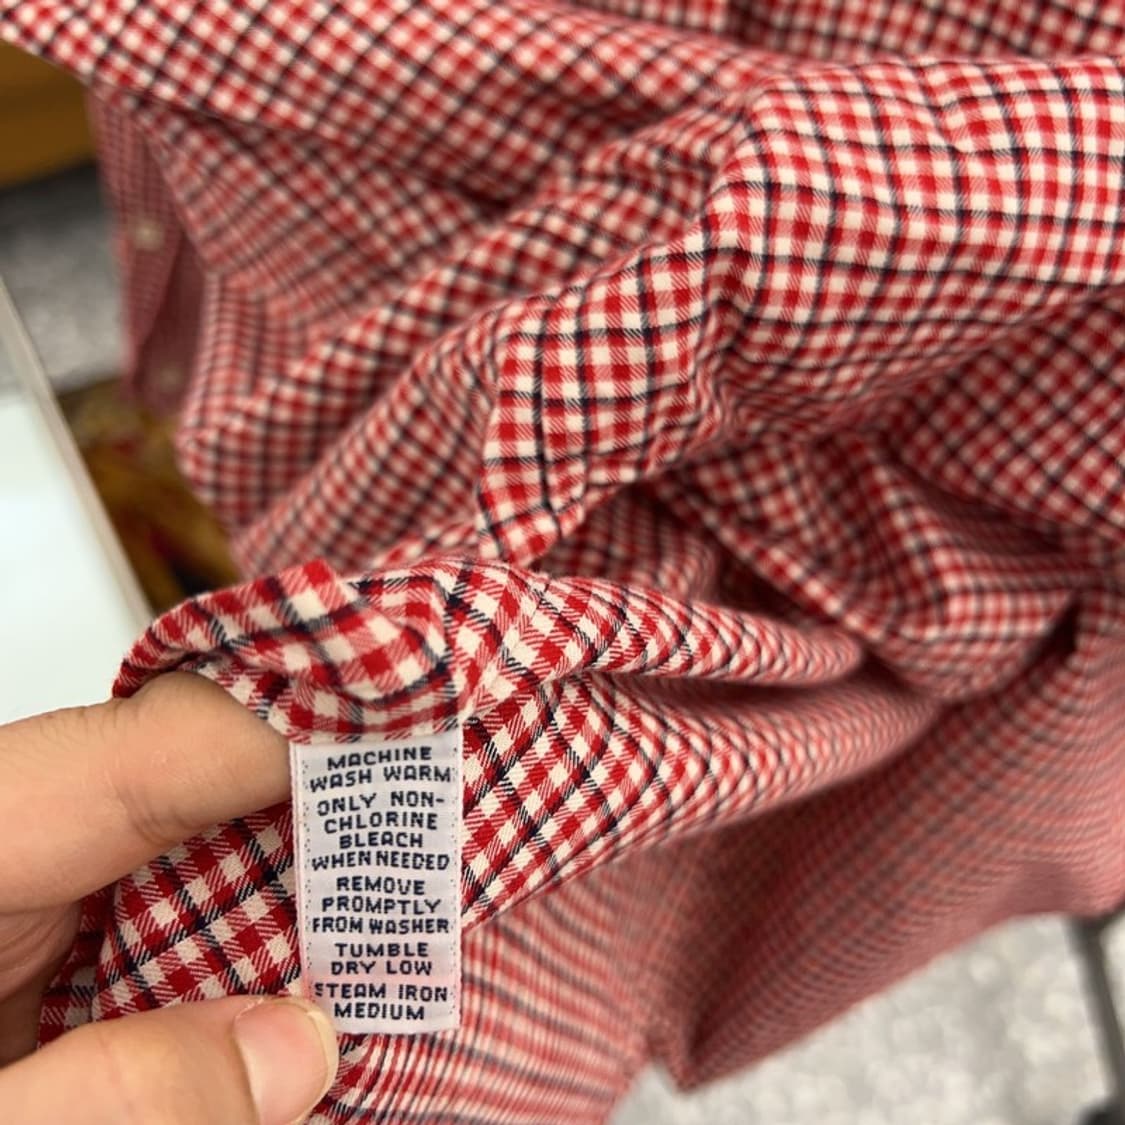 MACHINE
WASH WARM
ONLY NON-
CHLORINE
BLEACH
WHEN NEEDED
REMOVE
PROMPTLY
FROM WASHER
TUMBLE
DRY LOW
STEAM IRON
MEDIUM